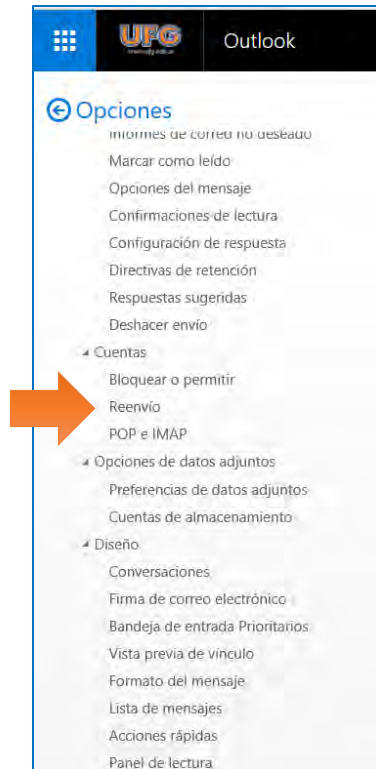 UFG
Outlook
Opciones
Informes de correo no deseado
Marcar como leído
Opciones del mensaje
Confirmaciones de lectura
Configuración de respuesta
Directivas de retención
Respuestas sugeridas
Deshacer envío
Cuentas
Bloquear o permitir
Reenvío
POP e IMAP
Opciones de datos adjuntos
Preferencias de datos adjuntos
Cuentas de almacenamiento
Diseño
Conversaciones
Firma de correo electrónico
Bandeja de entrada Prioritarios
Vista previa de vínculo
Formato del mensaje
Lista de mensajes
Acciones rápidas
Panel de lectura